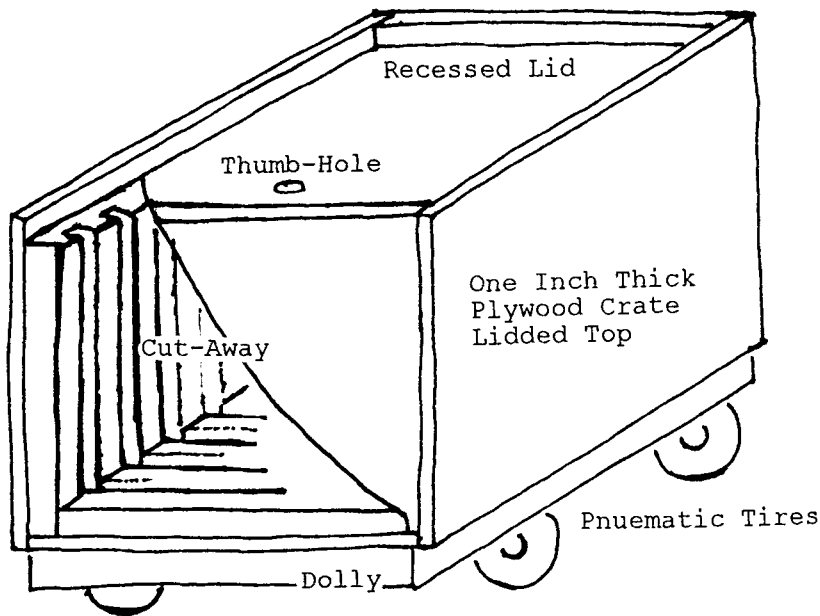 Recessed Lid
Thumb-Hole
One Inch Thick
Plywood Crate
Lidded Top
Cut-Away
Pnuematic Tires
Dolly